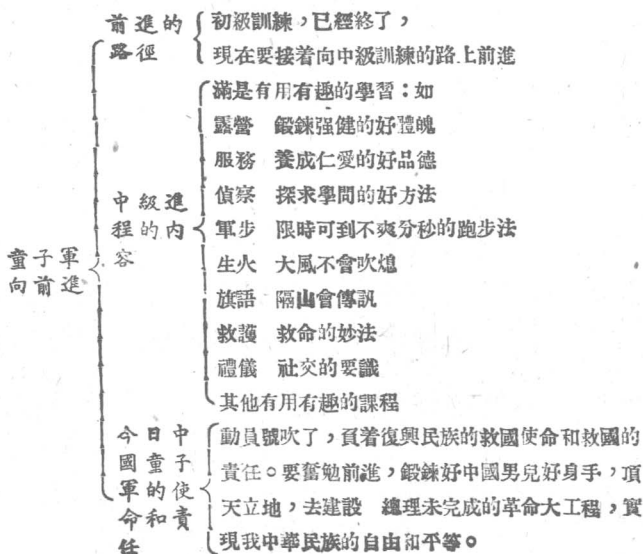 童子軍
向前進
前進的
路徑
初級訓練，已經終了，
現在要接着向中級訓練的路上前進
中級進
程的內
容
滿是有用有趣的學習：如
露營　鍛鍊强健的好體魄
服務　養成仁愛的好品德
偵察　探求學問的好方法
軍步　限時可到不爽分秒的跑步法
生火　大風不會吹熄
旗語　隔山會傳訊
救護　救命的妙法
禮儀　社交的要識
其他有用有趣的課程
今日中
國童子
軍的使
命和責
任
動員號吹了，負着復興民族的救國使命和救國的
責任。要奮勉前進，鍛鍊好中國男兒好身手，頂
天立地，去建設　總理未完成的革命大工程，實
現我中華民族的自由和平等。